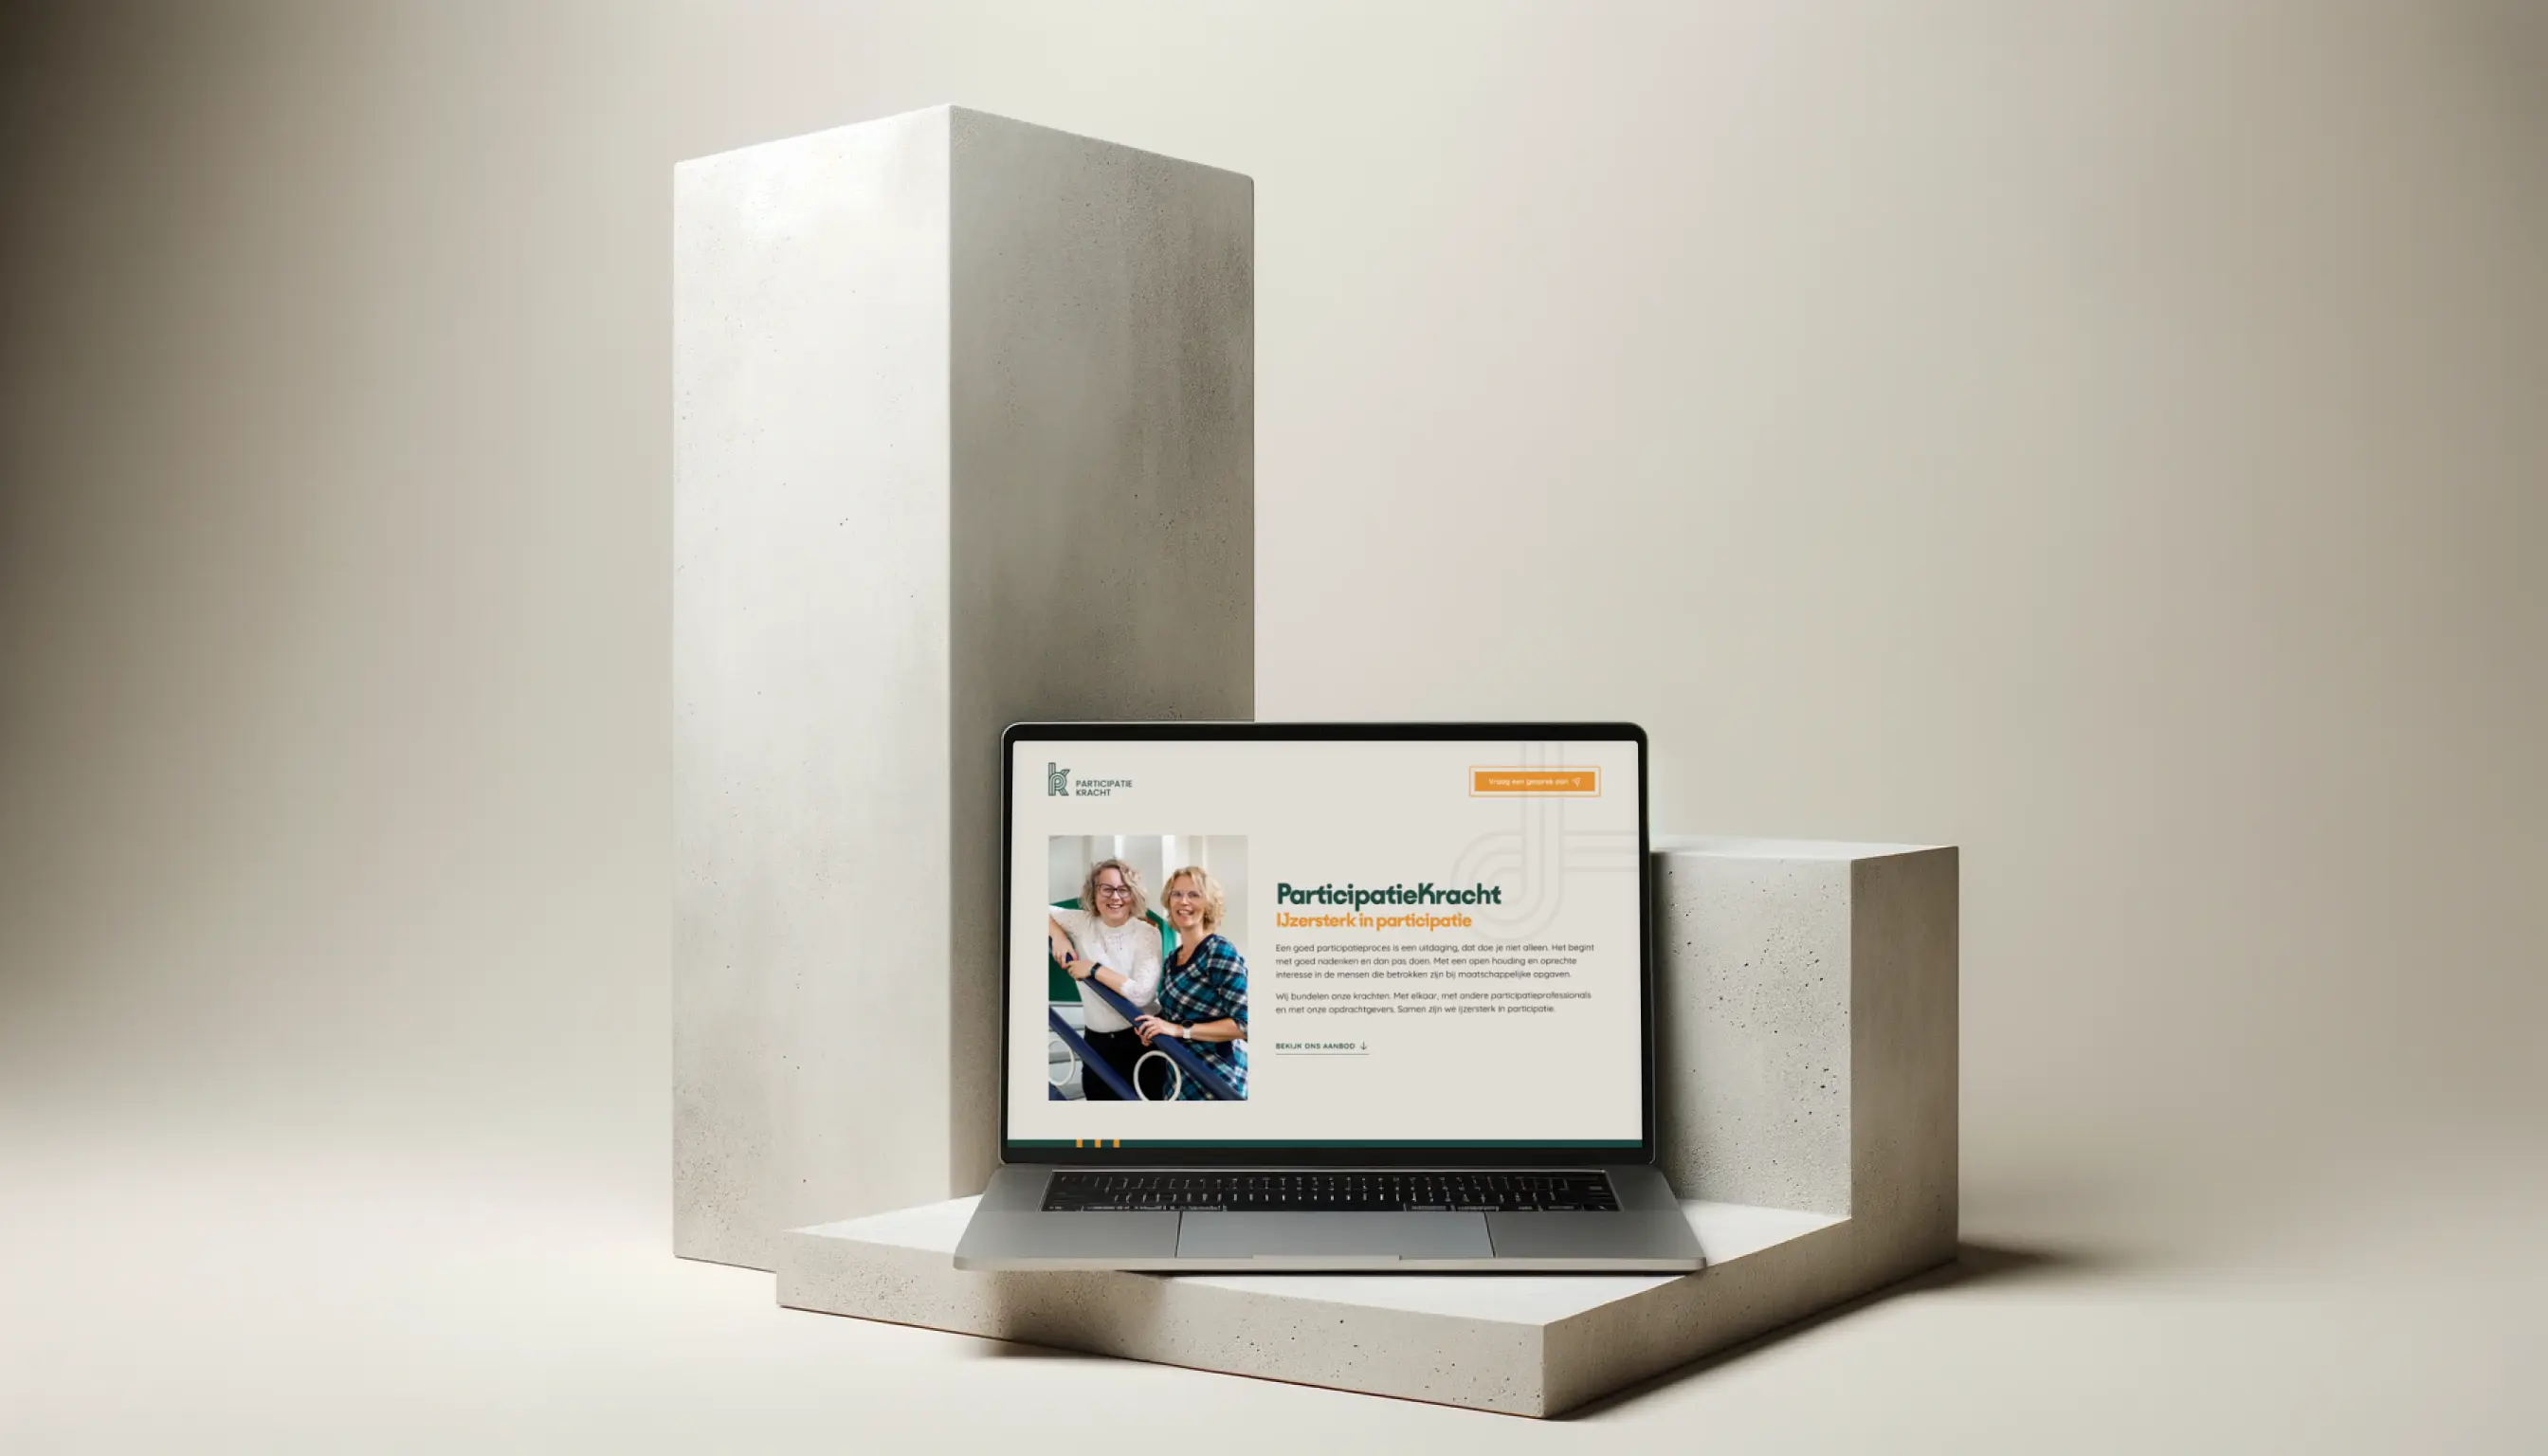 PARTICIPATIE
KRACHT
Vraag een gesprek aan
ParticipatieKracht
IJzersterk in participatie
Een goed participatieproces is een uitdaging, dat doe je niet alleen. Het begint
met goed nadenken en dan pas doen. Met een open houding en oprechte
interesse in de mensen die betrokken zijn bij maatschappelijke opgaven.
Wij bundelen onze krachten. Met elkaar, met andere participatieprofessionals
en met onze opdrachtgevers. Samen zijn we ijzersterk in participatie.
BEKIJK ONS AANBOD